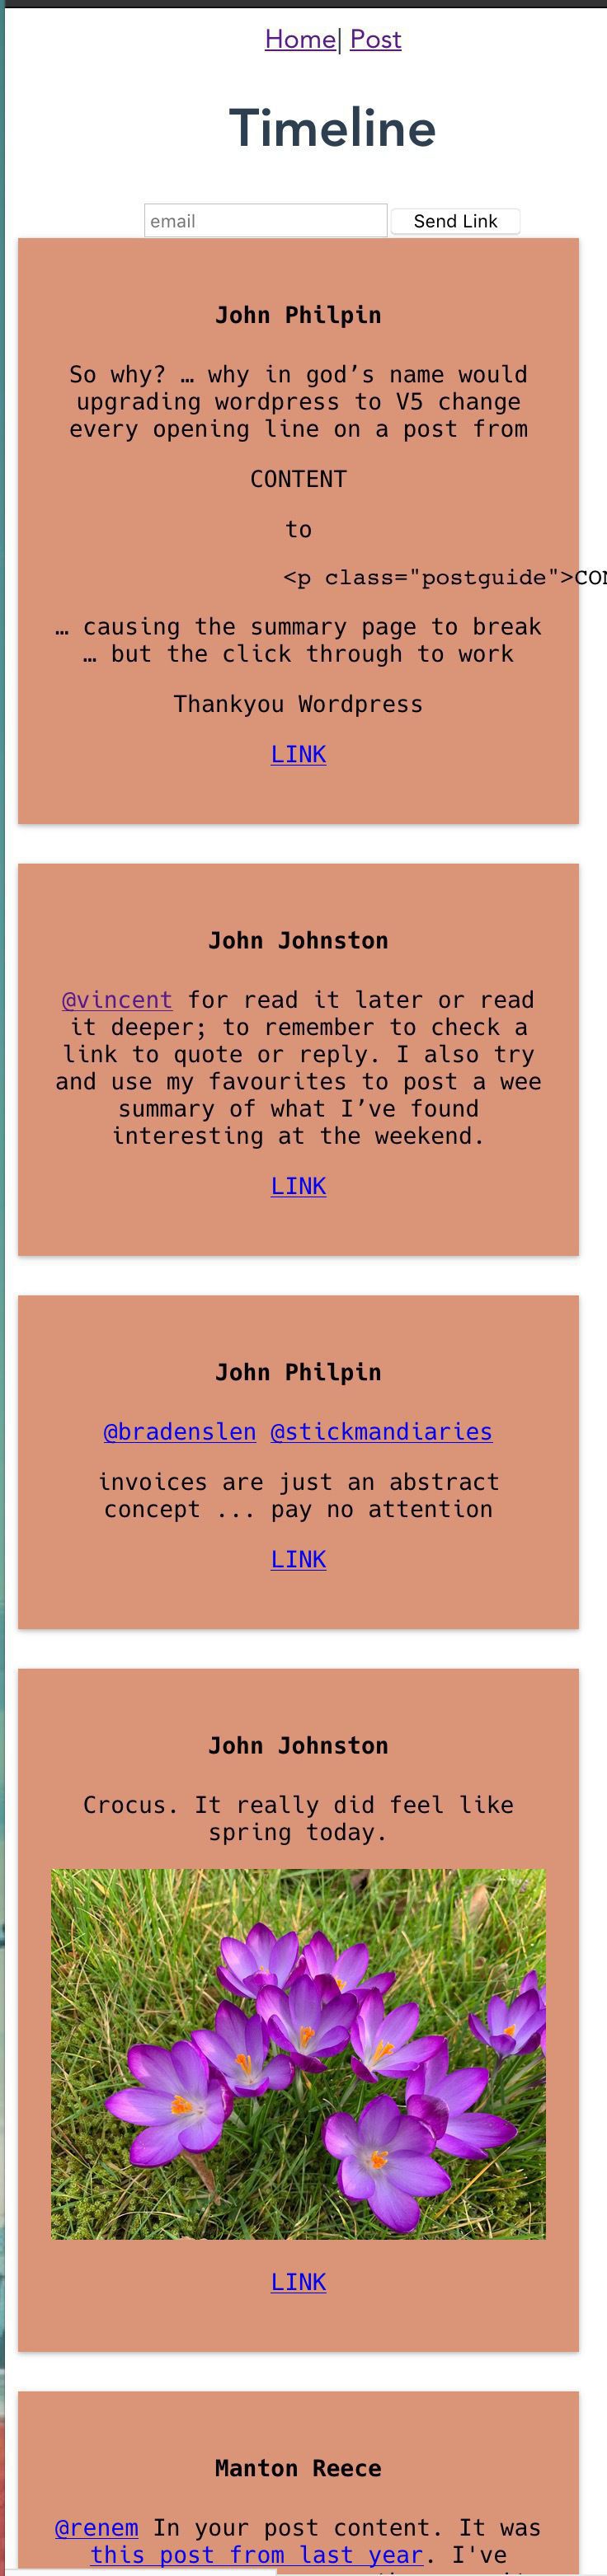 Home| Post
Timeline
email Send Link
John Philpin
So why? … why in god’s name would
upgrading wordpress to V5 change
every opening line on a post from
CONTENT
to
<p class="postguide">CON
… causing the summary page to break
… but the click through to work
Thankyou Wordpress
LINK
John Johnston
@vincent for read it later or read
it deeper; to remember to check a
link to quote or reply. I also try
and use my favourites to post a wee
summary of what I’ve found
interesting at the weekend.
LINK
John Philpin
@bradenslen @stickmandiaries
invoices are just an abstract
concept ... pay no attention
LINK
John Johnston
Crocus. It really did feel like
spring today.
LINK
Manton Reece
@renem In your post content. It was
this post from last year. I've